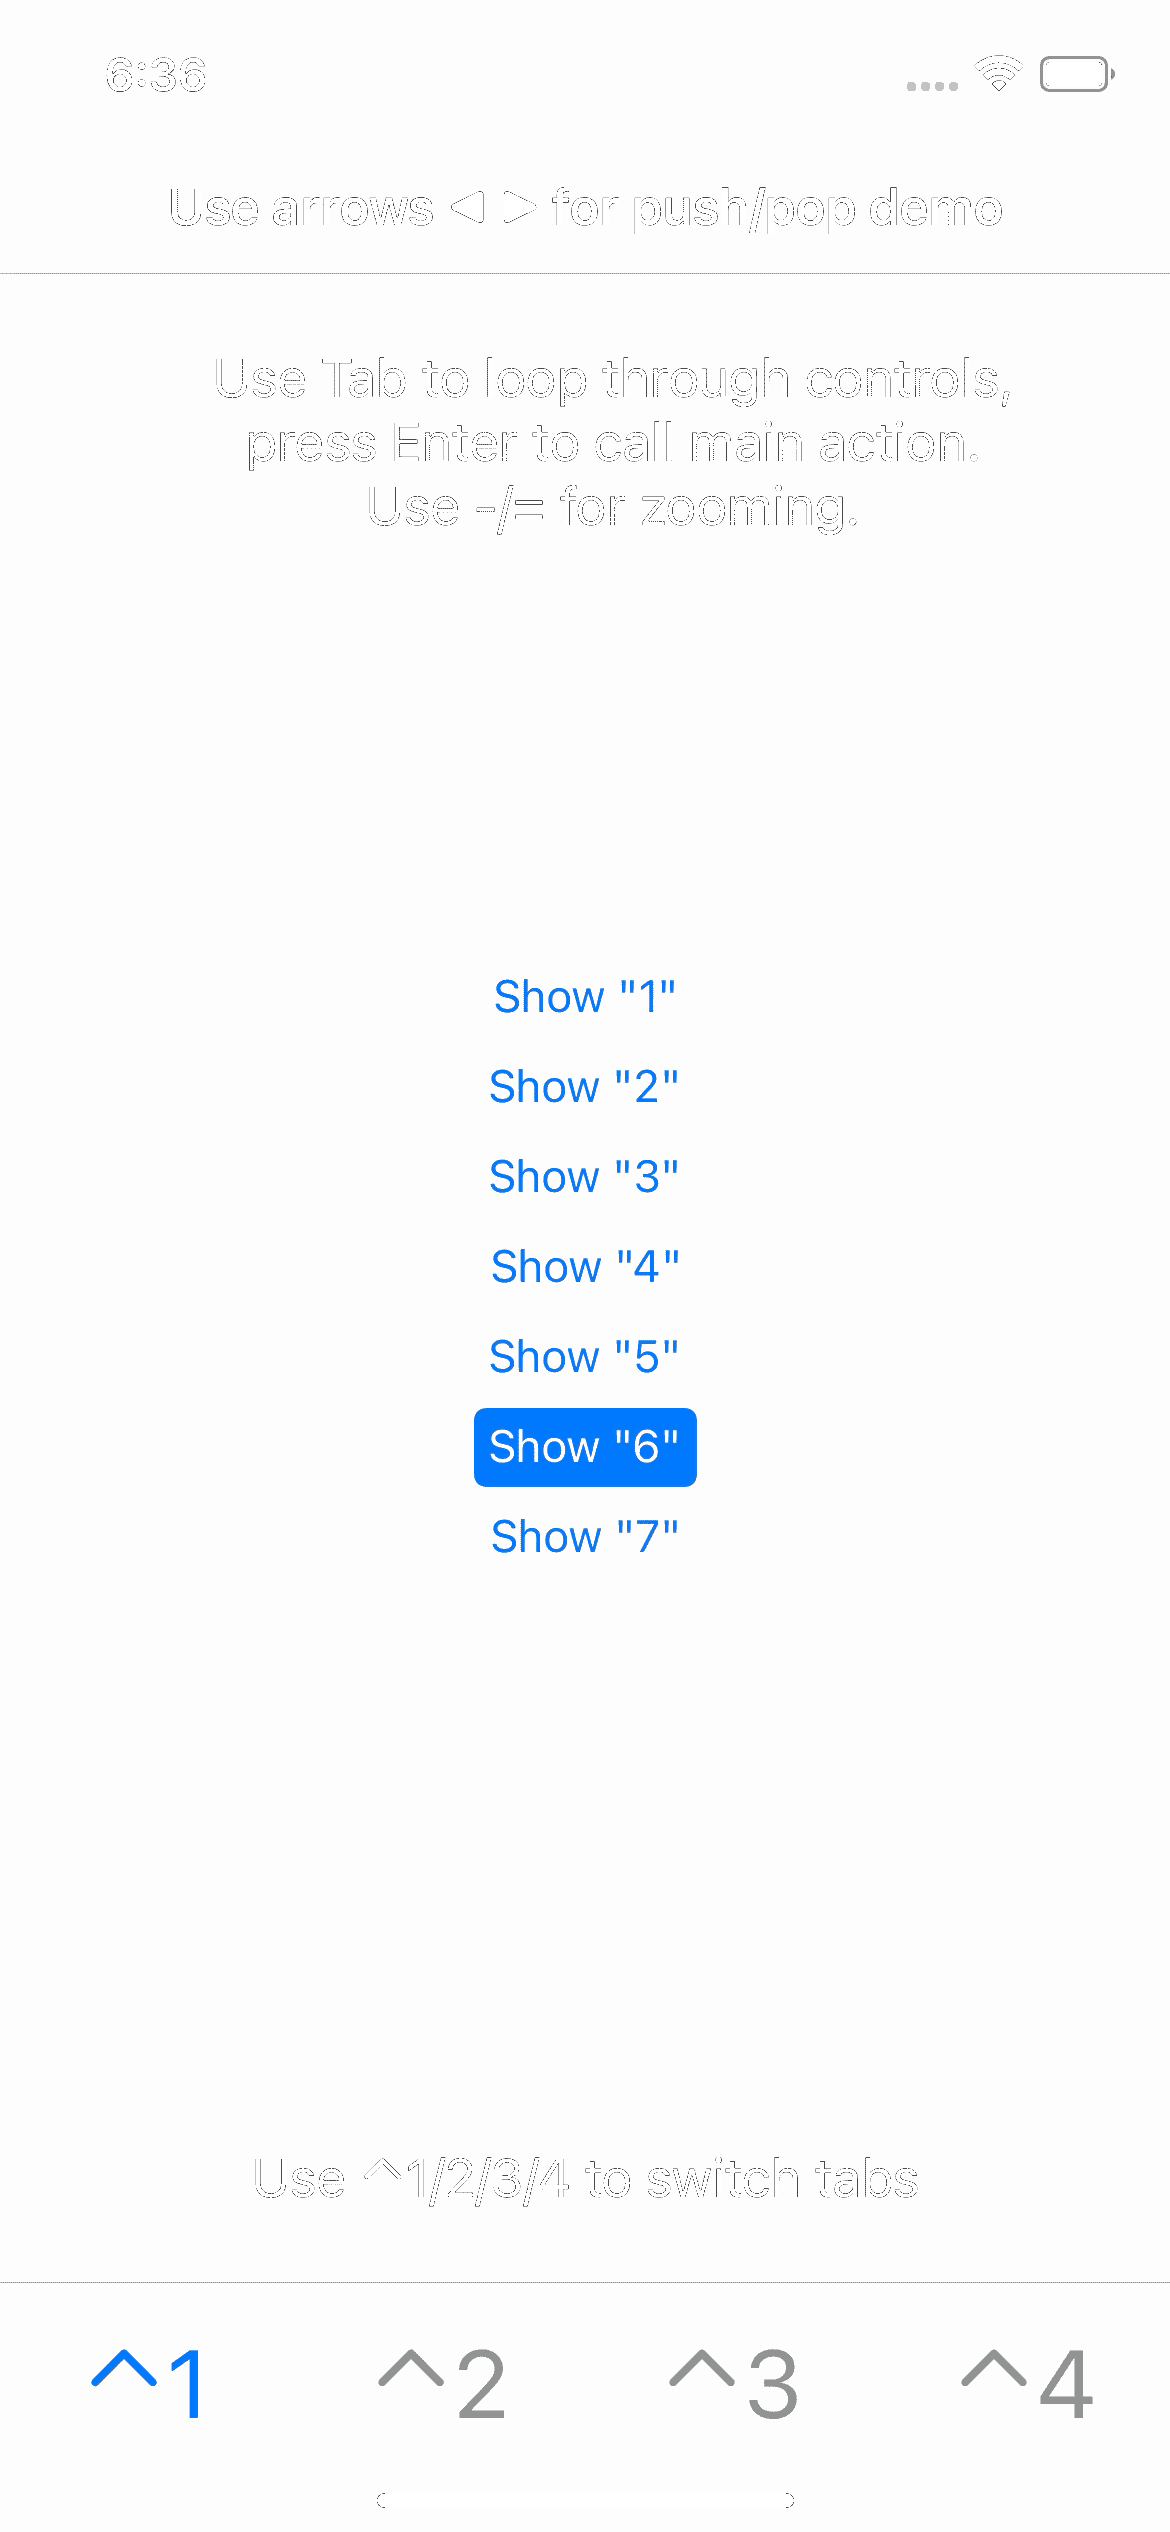 6:36
Use arrows ◁ ▷ for push/pop demo
Use Tab to loop through controls,
press Enter to call main action.
Use -/= for zooming.
Show "1"
Show "2"
Show "3"
Show "4"
Show "5"
Show "6"
Show "7"
Use ^1/2/3/4 to switch tabs
^1 ^2 ^3 ^4